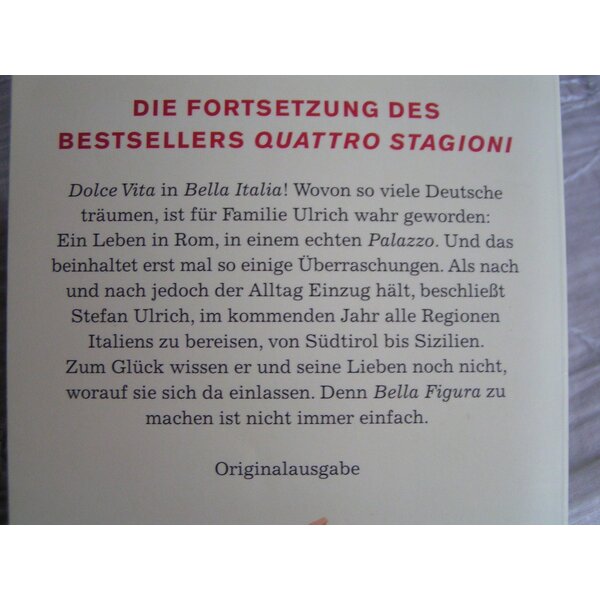 DIE FORTSETZUNG DES
BESTSELLERS QUATTRO STAGIONI
Dolce Vita in Bella Italia! Wovon so viele Deutsche
träumen, ist für Familie Ulrich wahr geworden:
Ein Leben in Rom, in einem echten Palazzo. Und das
beinhaltet erst mal so einige Überraschungen. Als nach
und nach jedoch der Alltag Einzug hält, beschließt
Stefan Ulrich, im kommenden Jahr alle Regionen
Italiens zu bereisen, von Südtirol bis Sizilien.
Zum Glück wissen er und seine Lieben noch nicht,
worauf sie sich da einlassen. Denn Bella Figura zu
machen ist nicht immer einfach.
Originalausgabe